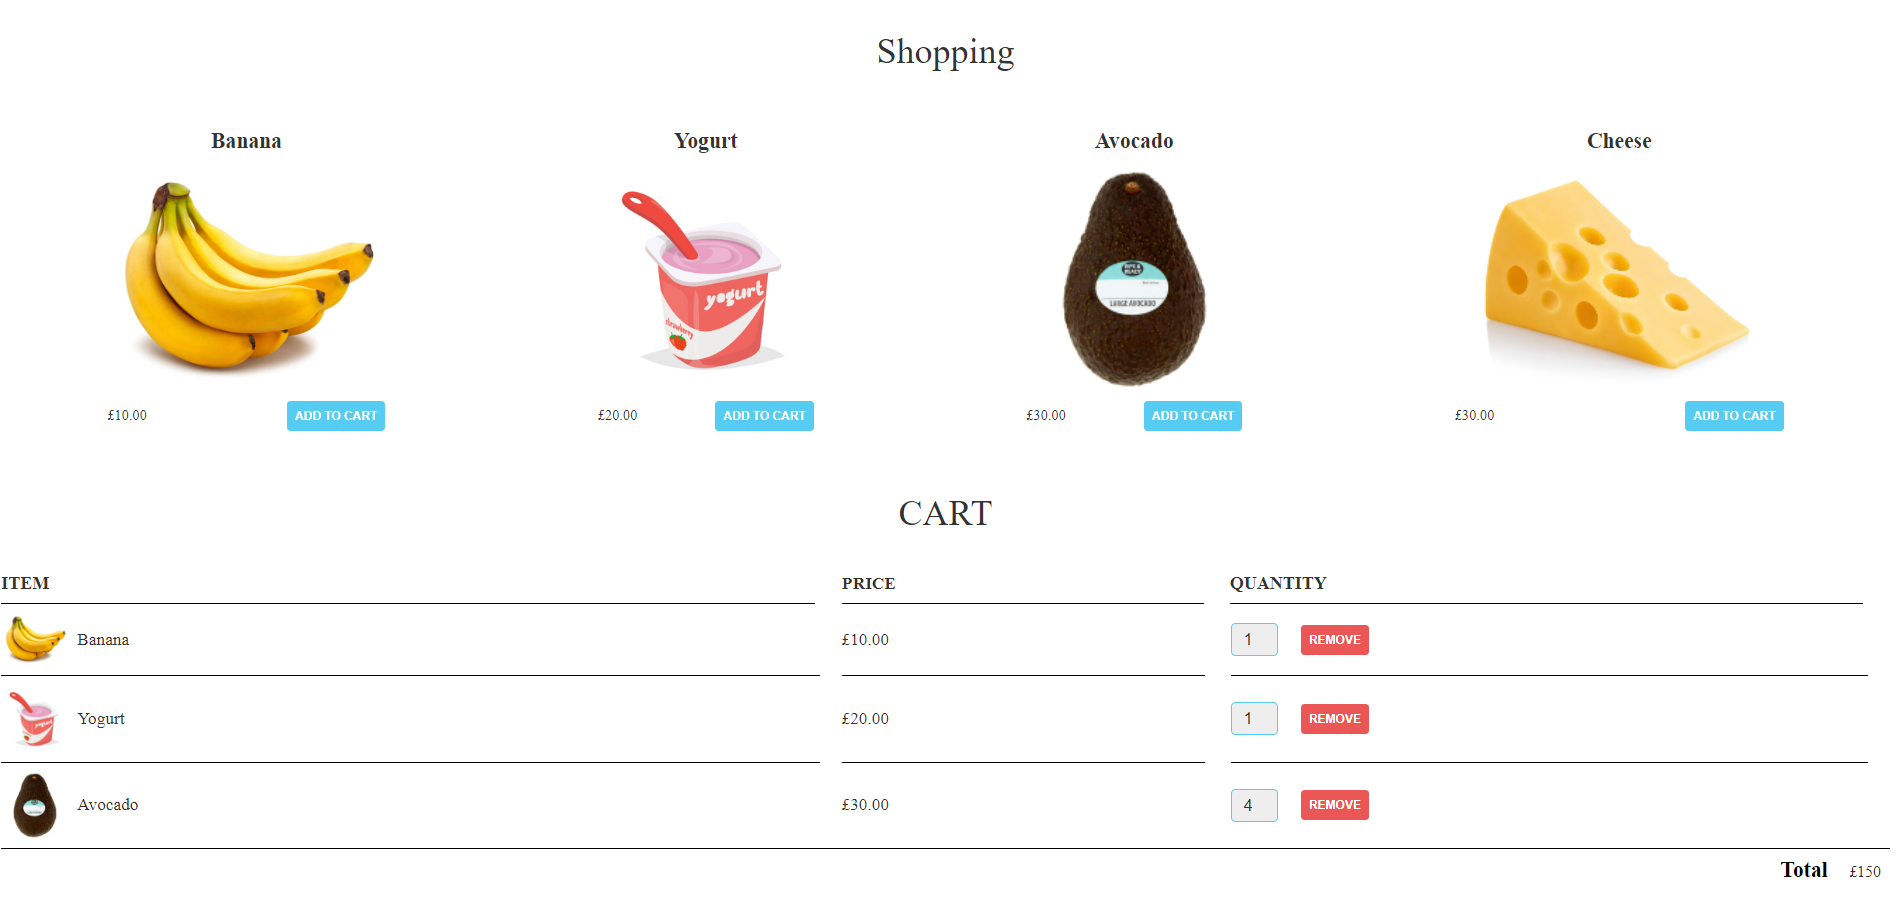 Shopping
Banana Yogurt Avocado Cheese
yogurt
strawberry
RIPE &
READY
LARGE AVOCADO
£10.00 ADD TO CART £20.00 ADD TO CART £30.00 ADD TO CART £30.00 ADD TO CART
CART
ITEM PRICE QUANTITY
Banana £10.00 1 REMOVE
yogurt
Yogurt £20.00 1 REMOVE
Avocado £30.00 4 REMOVE
Total £150